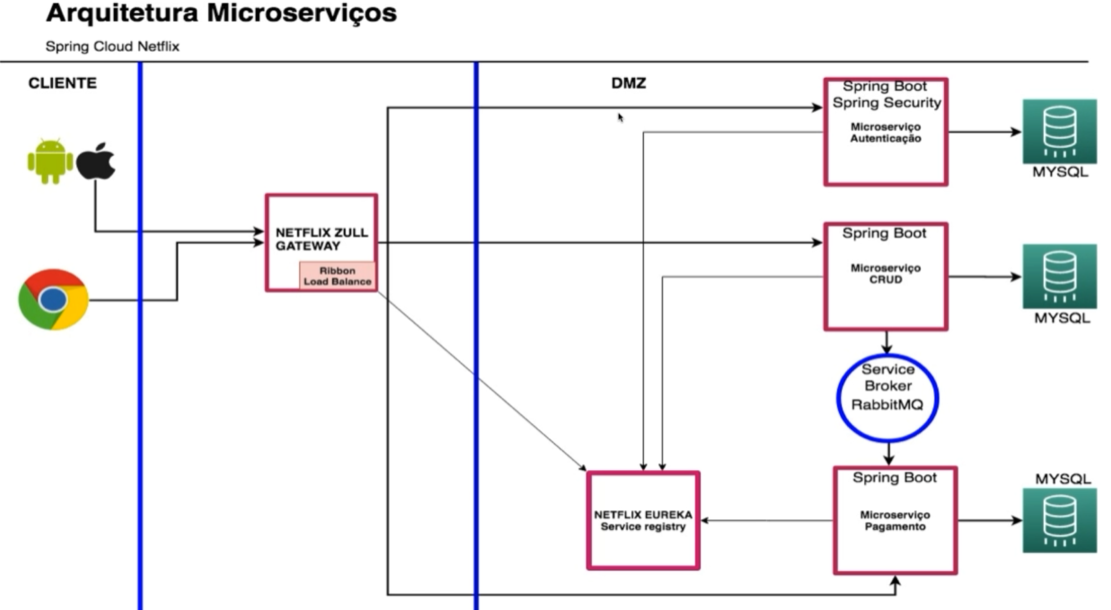 Arquitetura Microserviços
Spring Cloud Netflix
CLIENTE
DMZ
Spring Boot
Spring Security
Microserviço
Autenticação
MYSQL
NETFLIX ZULL
GATEWAY
Ribbon
Load Balance
Spring Boot
Microserviço
CRUD
MYSQL
Service
Broker
RabbitMQ
NETFLIX EUREKA
Service registry
Spring Boot
Microserviço
Pagamento
MYSQL